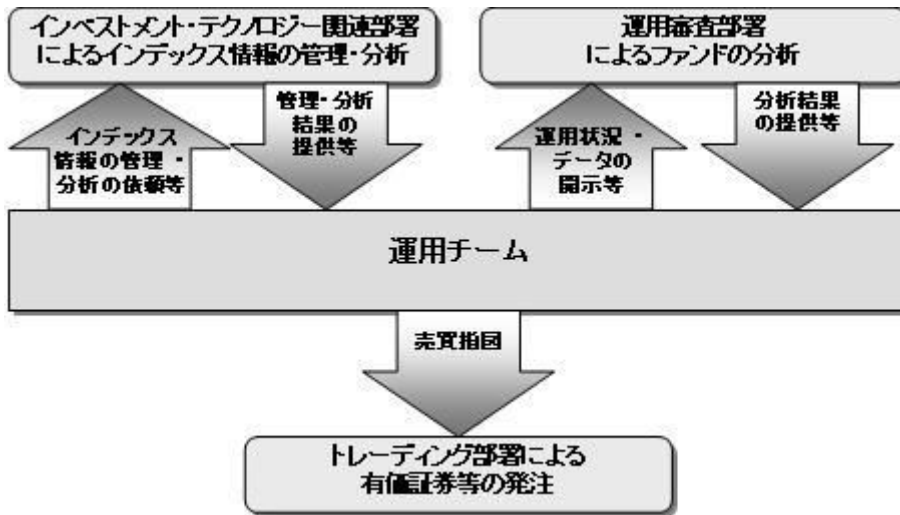 インベストメント・テクノロジー関連部署
によるインデックス情報の管理・分析
運用審査部署
によるファンドの分析
インデックス
情報の管理・
分析の依頼等
管理・分析
結果の
提供等
運用状況・
データの
開示等
分析結果
の提供等
運用チーム
売買指図
トレーディング部署による
有価証券等の発注